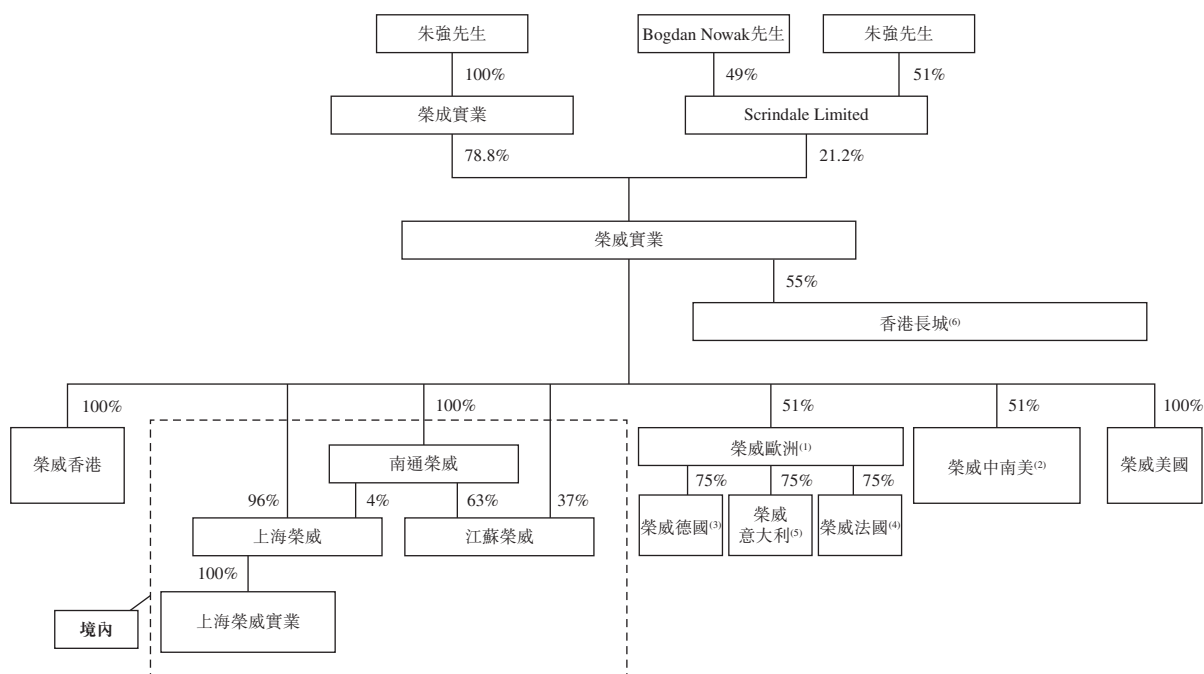 朱強先生
Bogdan Nowak先生
朱強先生
100%
49%
51%
榮成實業
Scrindale Limited
78.8%
21.2%
榮威實業
55%
香港長城(6)
100%
100%
51%
51%
100%
榮威香港
南通榮威
榮威歐洲(1)
榮威中南美(2)
榮威美國
96%
4%
63%
37%
75%
75%
75%
上海榮威
江蘇榮威
榮威德國(3)
榮威
意大利(5)
榮威法國(4)
100%
境內
上海榮威實業